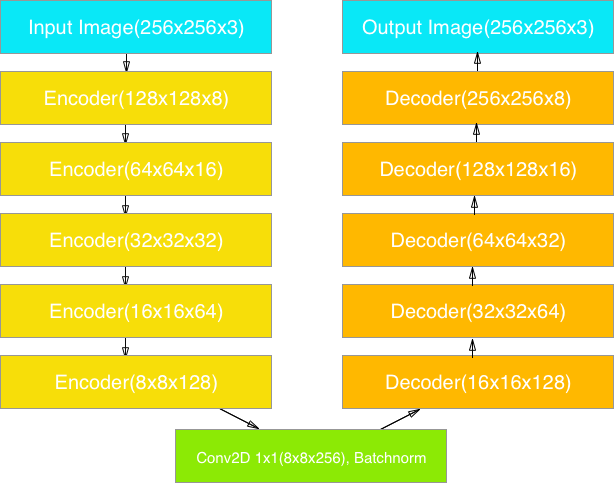 Input Image(256x256x3)
Encoder(128x128x8)
Encoder(64x64x16)
Encoder(32x32x32)
Encoder(16x16x64)
Encoder(8x8x128)
Conv2D 1x1(8x8x256), Batchnorm
Decoder(16x16x128)
Decoder(32x32x64)
Decoder(64x64x32)
Decoder(128x128x16)
Decoder(256x256x8)
Output Image(256x256x3)